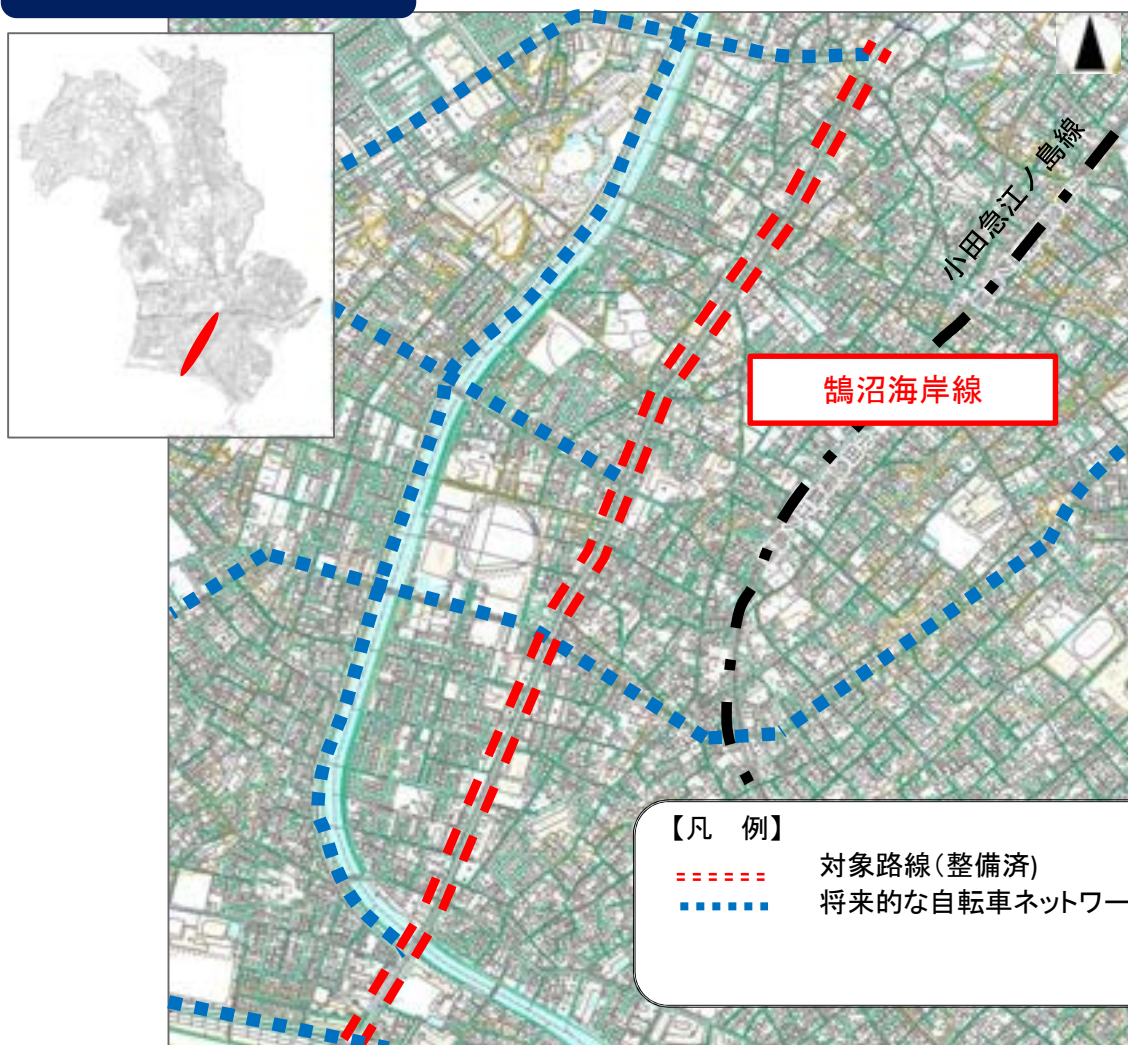 小田急江ノ島線
鵠沼海岸線
【凡　例】
対象路線(整備済)
将来的な自転車ネットワー